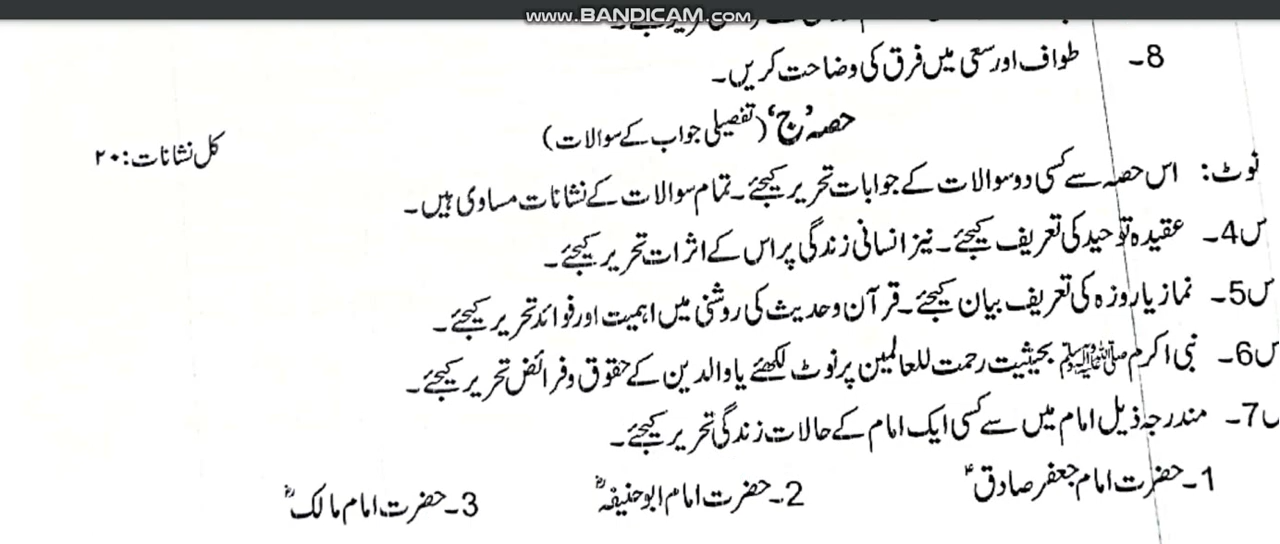 www.BANDICAM.com
8۔ طواف اور سعی میں فرق کی وضاحت کریں۔
حصہ ’ج‘ (تفصیلی جواب کے سوالات)
کل نشانات: ۲۰
نوٹ: اس حصہ سے کسی دو سوالات کے جوابات تحریر کیجئے۔ تمام سوالات کے نشانات مساوی ہیں۔
س4۔ عقیدہ توحید کی تعریف کیجئے۔ نیز انسانی زندگی پر اس کے اثرات تحریر کیجئے۔
س5۔ نماز یا روزہ کی تعریف بیان کیجئے۔ قرآن و حدیث کی روشنی میں اہمیت اور فوائد تحریر کیجئے۔
س6۔ نبی اکرم ﷺ بحیثیت رحمت للعالمین پر نوٹ لکھئے یا والدین کے حقوق و فرائض تحریر کیجئے۔
س7۔ مندرجہ ذیل امام میں سے کسی ایک امام کے حالات زندگی تحریر کیجئے۔
1۔ حضرت امام جعفر صادقؑ 2۔ حضرت امام ابو حنیفہؒ 3۔ حضرت امام مالکؒ